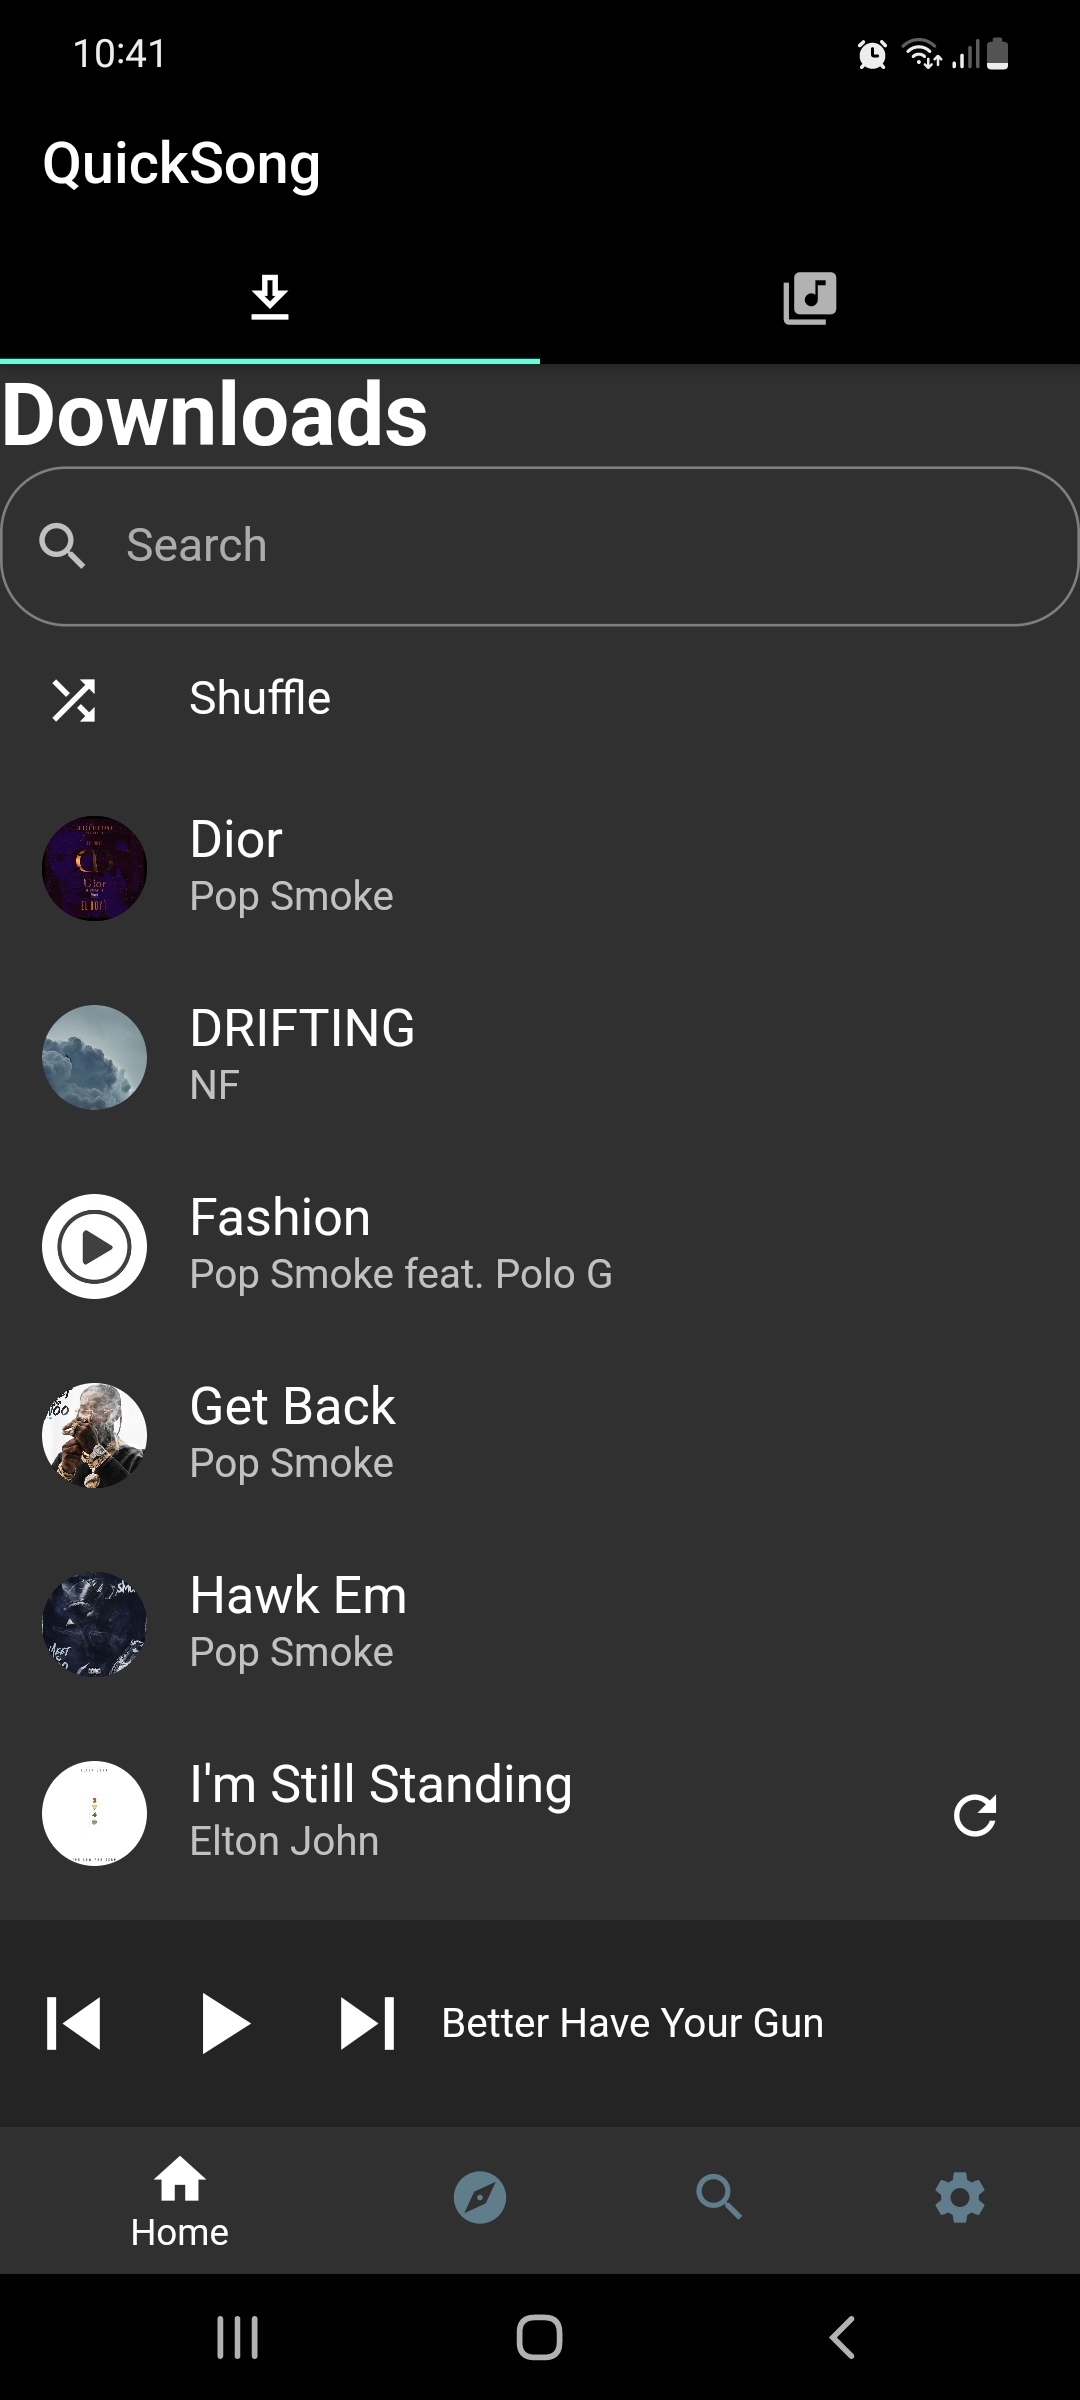 10:41
QuickSong
Downloads
Search
Shuffle
Dior
Pop Smoke
DRIFTING
NF
Fashion
Pop Smoke feat. Polo G
Get Back
Pop Smoke
Hawk Em
Pop Smoke
I'm Still Standing
Elton John
Better Have Your Gun
Home